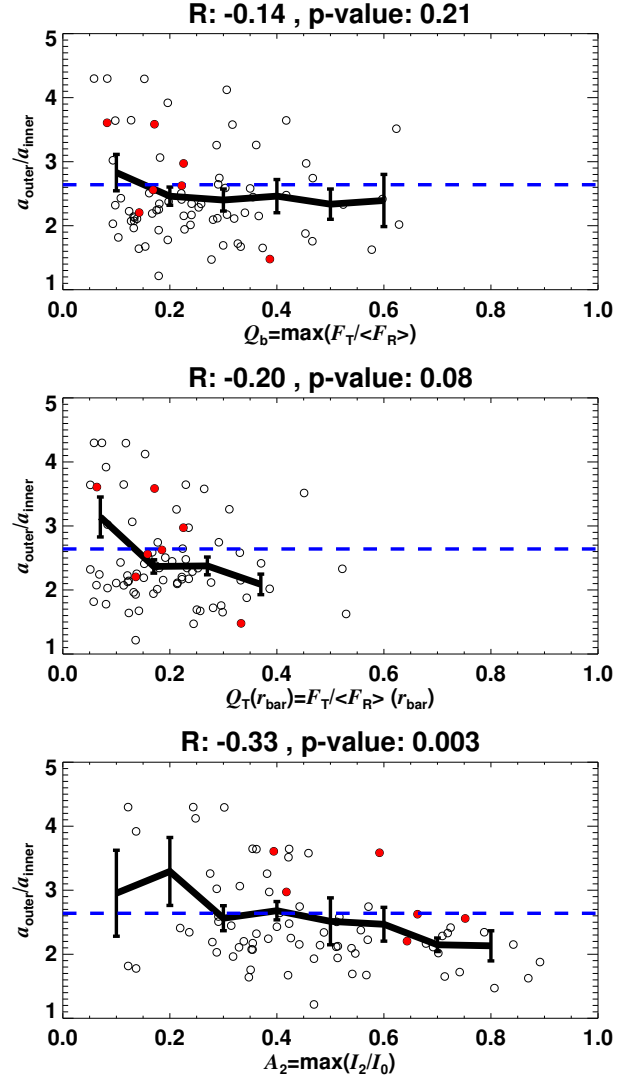 R: -0.14 , p-value: 0.21
5
4
3
2
1
a_outer/a_inner
0.0 0.2 0.4 0.6 0.8 1.0
Q_b=max(F_T/<F_R>)
R: -0.20 , p-value: 0.08
5
4
3
2
1
a_outer/a_inner
0.0 0.2 0.4 0.6 0.8 1.0
Q_T(r_bar)=F_T/<F_R> (r_bar)
R: -0.33 , p-value: 0.003
5
4
3
2
1
a_outer/a_inner
0.0 0.2 0.4 0.6 0.8 1.0
A_2=max(I_2/I_0)